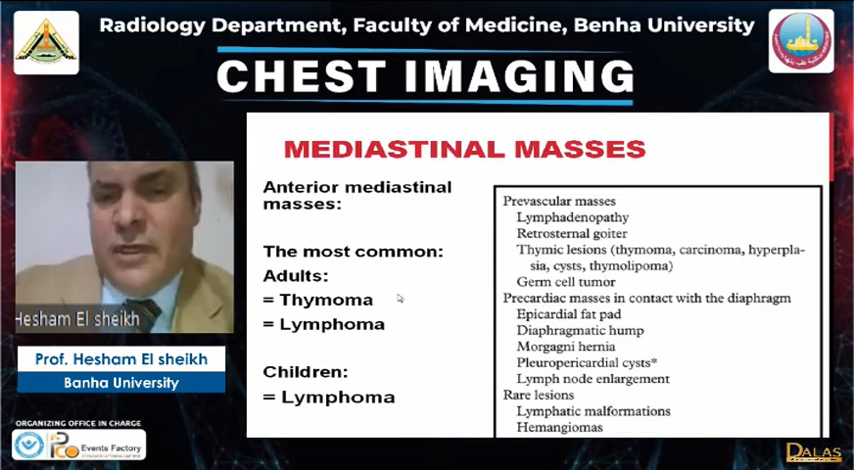 Radiology Department, Faculty of Medicine, Benha University
CHEST IMAGING
MEDIASTINAL MASSES
Anterior mediastinal
masses:
The most common:
Adults:
= Thymoma
= Lymphoma
Children:
= Lymphoma
Prevascular masses
Lymphadenopathy
Retrosternal goiter
Thymic lesions (thymoma, carcinoma, hyperpla-
sia, cysts, thymolipoma)
Germ cell tumor
Precardiac masses in contact with the diaphragm
Epicardial fat pad
Diaphragmatic hump
Morgagni hernia
Pleuropericardial cysts*
Lymph node enlargement
Rare lesions
Lymphatic malformations
Hemangiomas
Hesham El sheikh
Prof. Hesham El sheikh
Banha University
ORGANIZING OFFICE IN CHARGE
Events Factory
DALAS